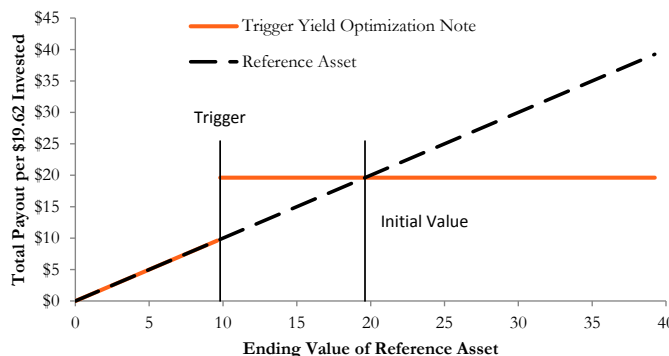 $45
$40
$35
$30
$25
$20
$15
$10
$5
$0
Total Payout per $19.62 Invested
Trigger Yield Optimization Note
Reference Asset
Trigger
Initial Value
0 5 10 15 20 25 30 35 40
Ending Value of Reference Asset